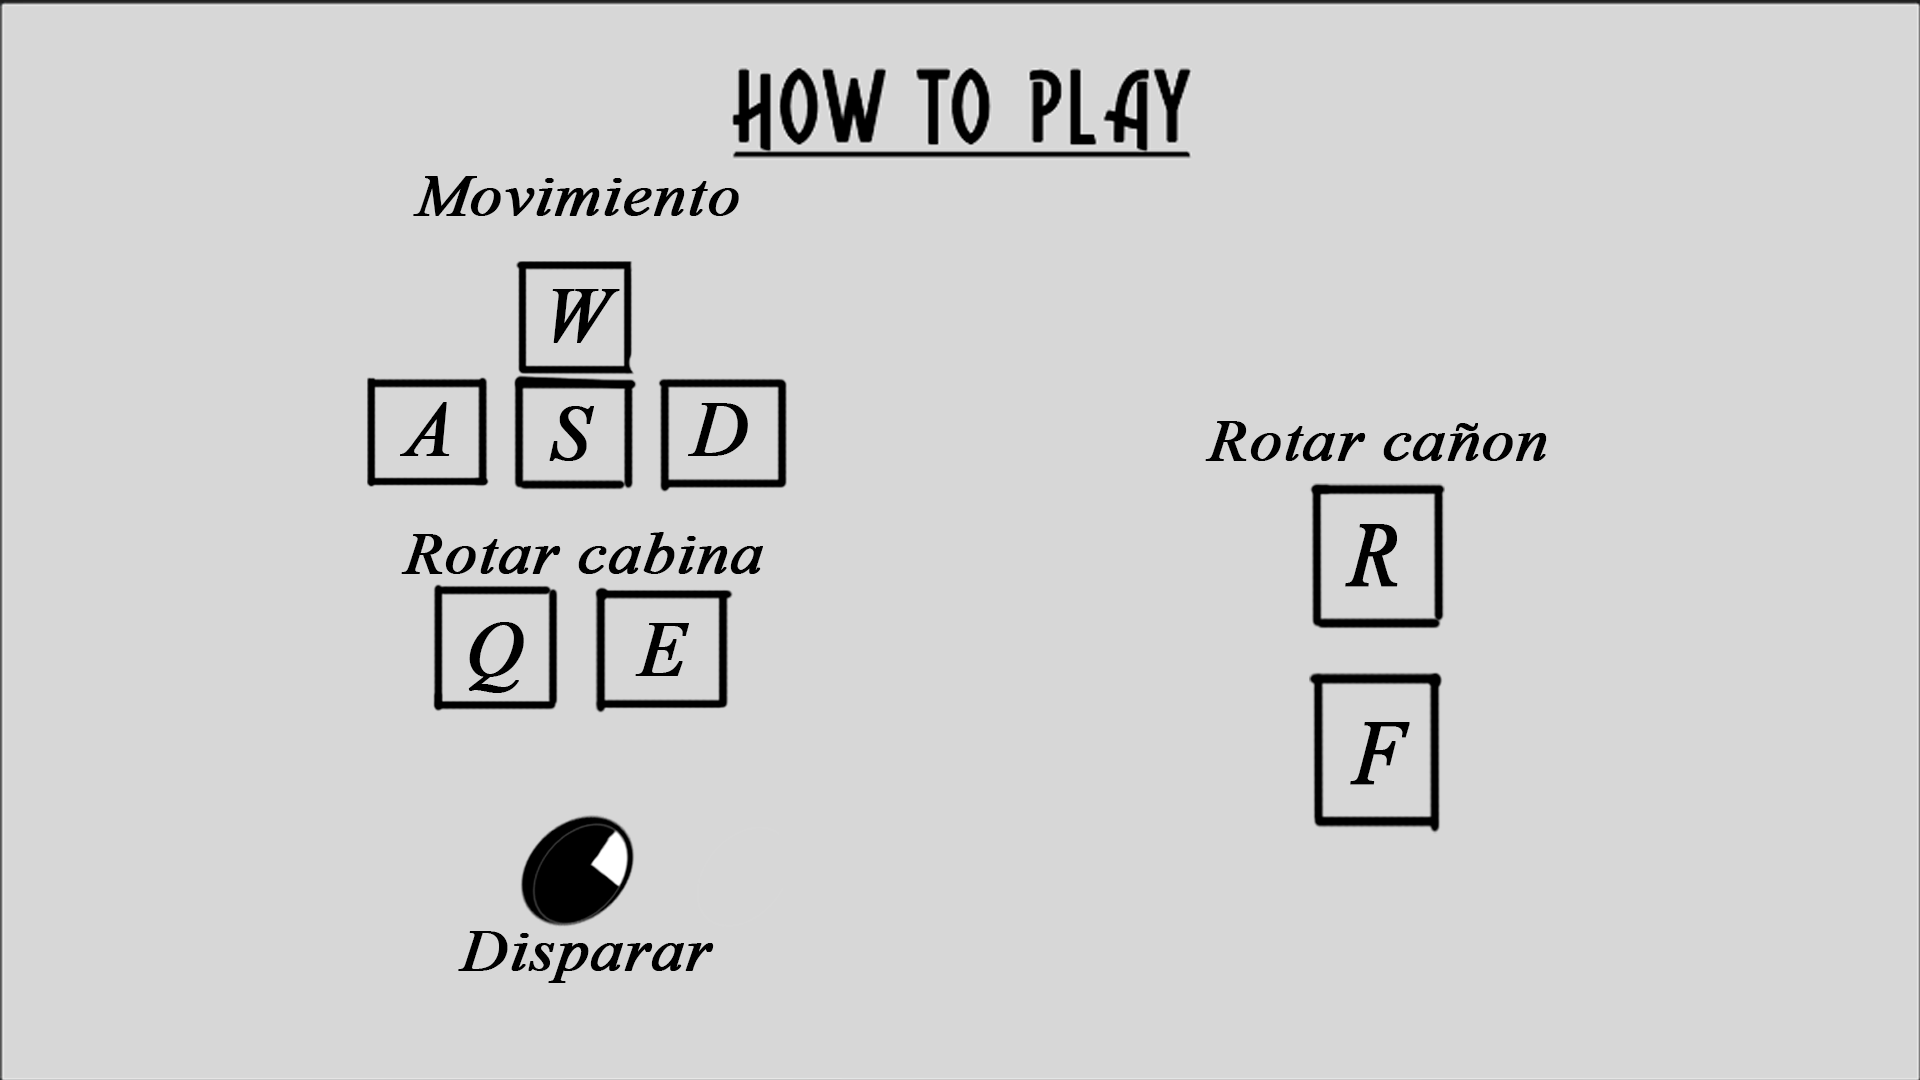 HOW TO PLAY
Movimiento
W
A S D
Rotar cabina
Q E
Disparar
Rotar cañon
R
F